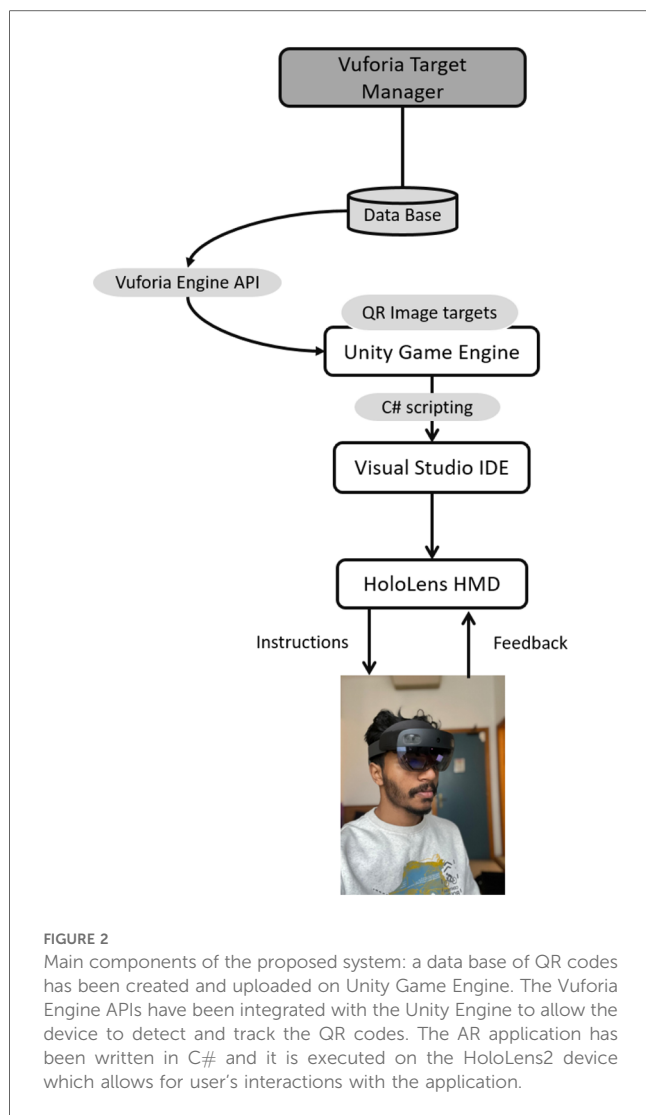 Vuforia Target
Manager
Data Base
Vuforia Engine API
QR Image targets
Unity Game Engine
C# scripting
Visual Studio IDE
HoloLens HMD
Instructions
Feedback
FIGURE 2
Main components of the proposed system: a data base of QR codes
has been created and uploaded on Unity Game Engine. The Vuforia
Engine APIs have been integrated with the Unity Engine to allow the
device to detect and track the QR codes. The AR application has
been written in C# and it is executed on the HoloLens2 device
which allows for user's interactions with the application.